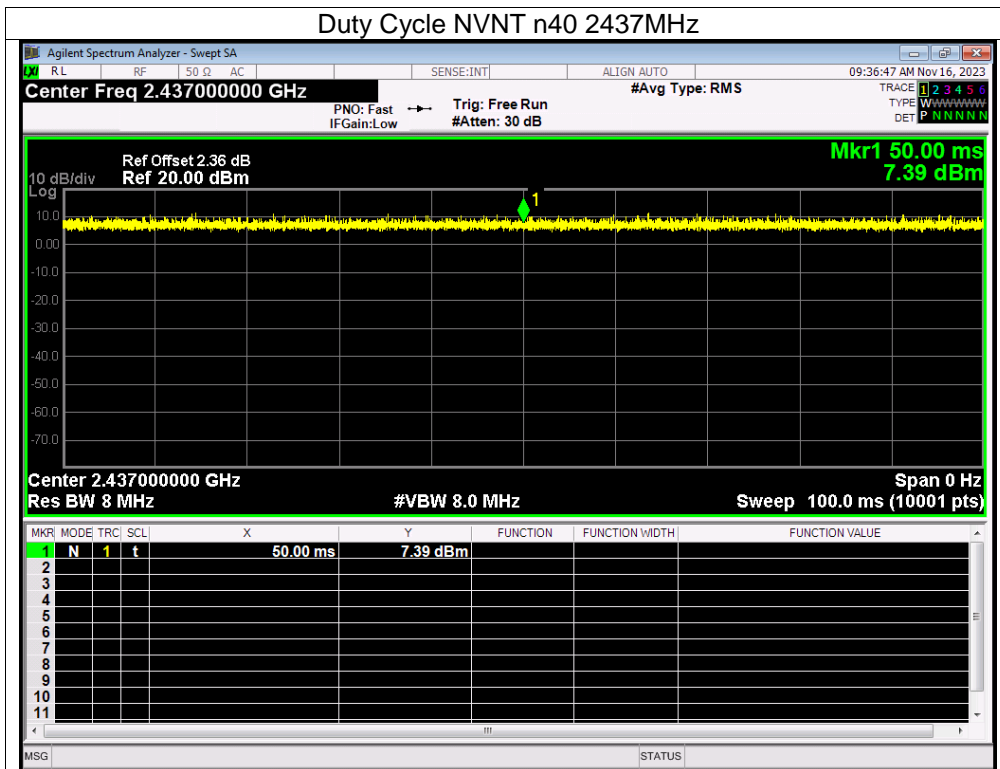 Duty Cycle NVNT n40 2437MHz
Agilent Spectrum Analyzer - Swept SA
LXI RL RF 50 Ω AC SENSE:INT ALIGN AUTO 09:36:47 AM Nov 16, 2023
Center Freq 2.437000000 GHz #Avg Type: RMS TRACE 1 2 3 4 5 6
PNO: Fast Trig: Free Run TYPE WWWWWWW
IFGain:Low #Atten: 30 dB DET P N N N N N
Mkr1 50.00 ms
7.39 dBm
Ref Offset 2.36 dB
10 dB/div Ref 20.00 dBm
Log
1
10.0
0.00
-10.0
-20.0
-30.0
-40.0
-50.0
-60.0
-70.0
Center 2.437000000 GHz Span 0 Hz
Res BW 8 MHz #VBW 8.0 MHz Sweep 100.0 ms (10001 pts)
MKR MODE TRC SCL X Y FUNCTION FUNCTION WIDTH FUNCTION VALUE
1 N 1 t 50.00 ms 7.39 dBm
2
3
4
5
6
7
8
9
10
11
MSG STATUS